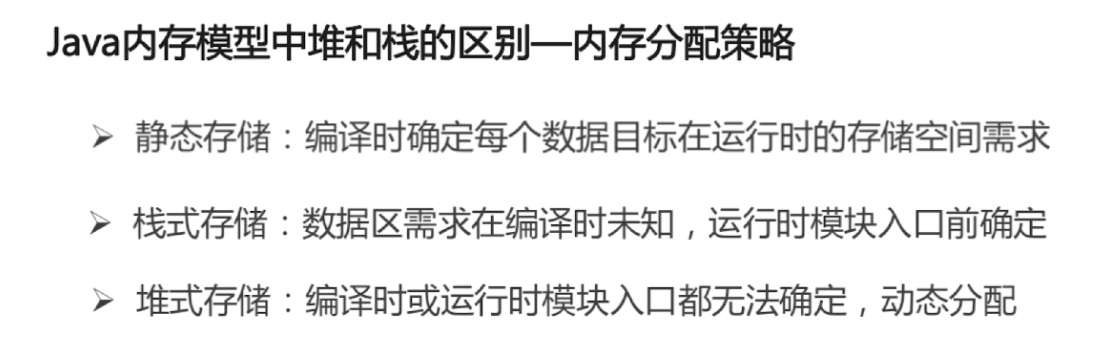 Java内存模型中堆和栈的区别—内存分配策略
➢ 静态存储：编译时确定每个数据目标在运行时的存储空间需求
➢ 栈式存储：数据区需求在编译时未知，运行时模块入口前确定
➢ 堆式存储：编译时或运行时模块入口都无法确定，动态分配